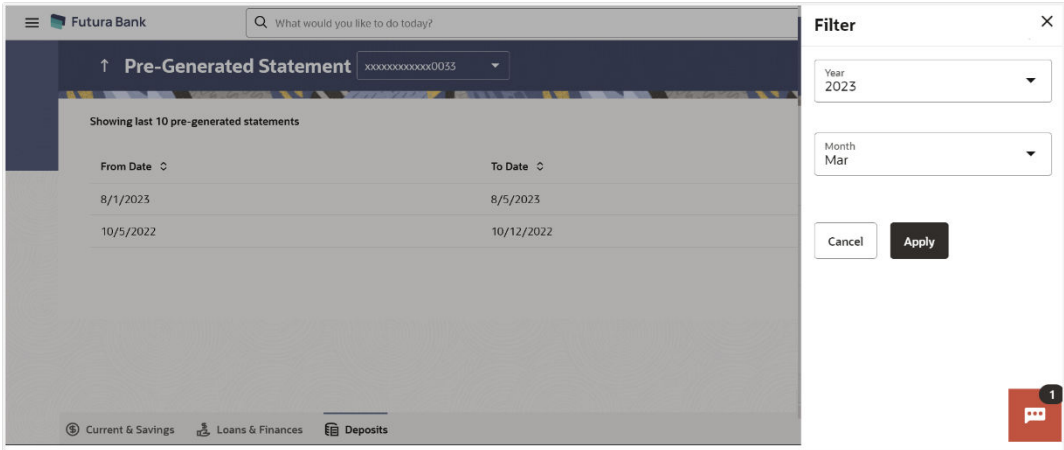 Futura Bank
What would you like to do today?
Pre-Generated Statement xxxxxxxxxxxx0033
Showing last 10 pre-generated statements
From Date To Date
8/1/2023 8/5/2023
10/5/2022 10/12/2022
Current & Savings Loans & Finances Deposits
Filter
Year
2023
Month
Mar
Cancel Apply
1